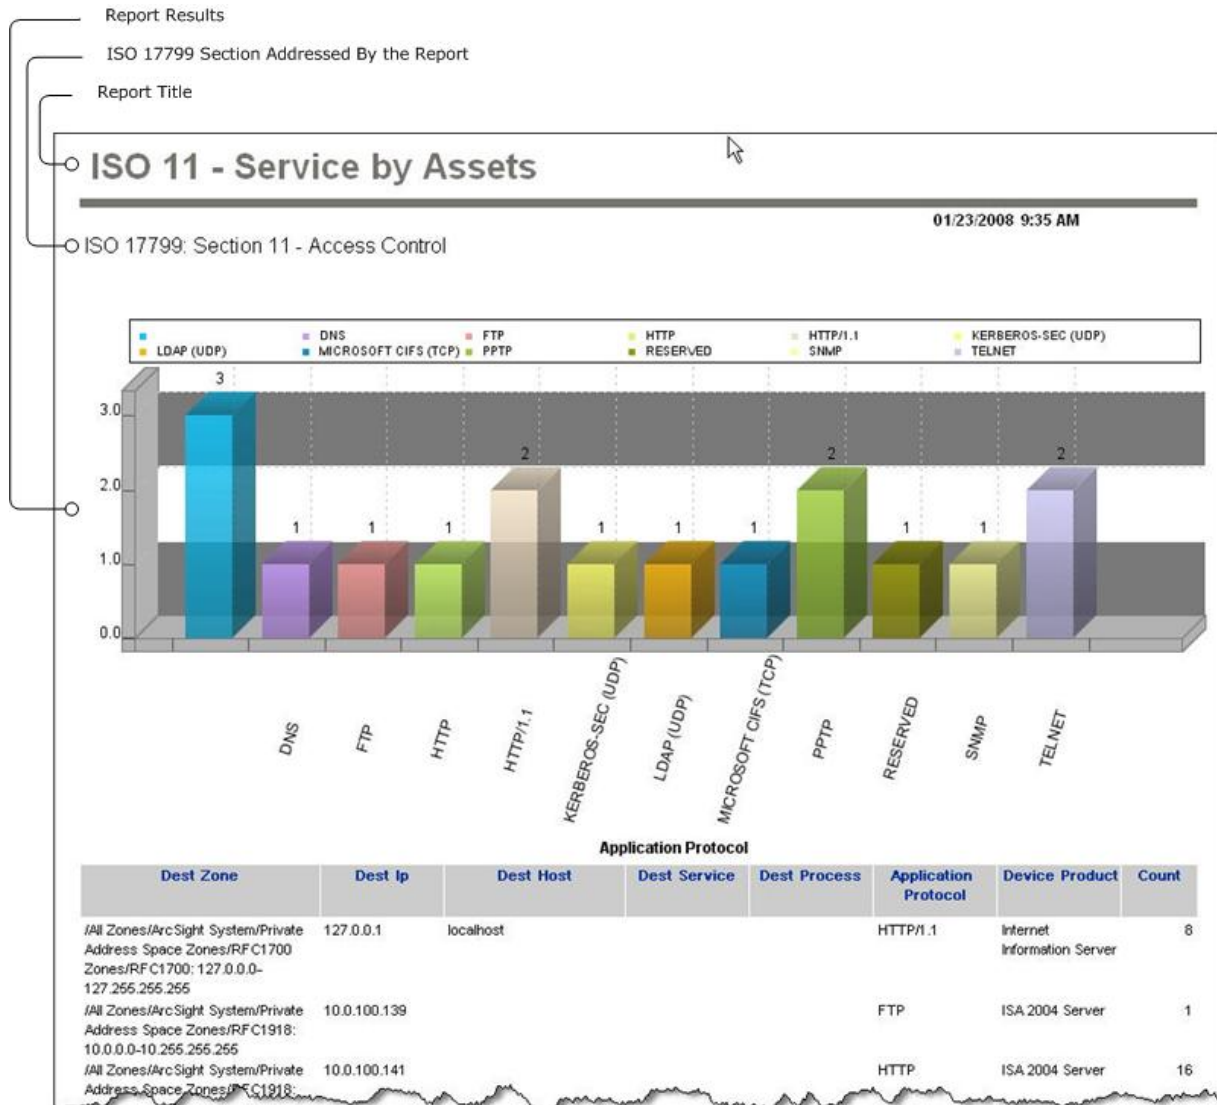 Report Results
ISO 17799 Section Addressed By the Report
Report Title
ISO 11 - Service by Assets
01/23/2008 9:35 AM
ISO 17799: Section 11 - Access Control
DNS FTP HTTP HTTP/1.1 KERBEROS-SEC (UDP)
LDAP (UDP) MICROSOFT CIFS (TCP) PPTP RESERVED SNMP TELNET
3
3.0
2 2 2
2.0
1 1 1 1 1 1 1 1
1.0
0.0
DNS
FTP
HTTP
HTTP/1.1
KERBEROS-SEC (UDP)
LDAP (UDP)
MICROSOFT CIFS (TCP)
PPTP
RESERVED
SNMP
TELNET
Application Protocol
Dest Zone Dest Ip Dest Host Dest Service Dest Process Application Protocol Device Product Count
/All Zones/ArcSight System/Private 127.0.0.1 localhost HTTP/1.1 Internet 8
Address Space Zones/RFC1700 Information Server
Zones/RFC1700: 127.0.0.0-
127.255.255.255
/All Zones/ArcSight System/Private 10.0.100.139 FTP ISA 2004 Server 1
Address Space Zones/RFC1918:
10.0.0.0-10.255.255.255
/All Zones/ArcSight System/Private 10.0.100.141 HTTP ISA 2004 Server 16
Address Space Zones/RFC1918: